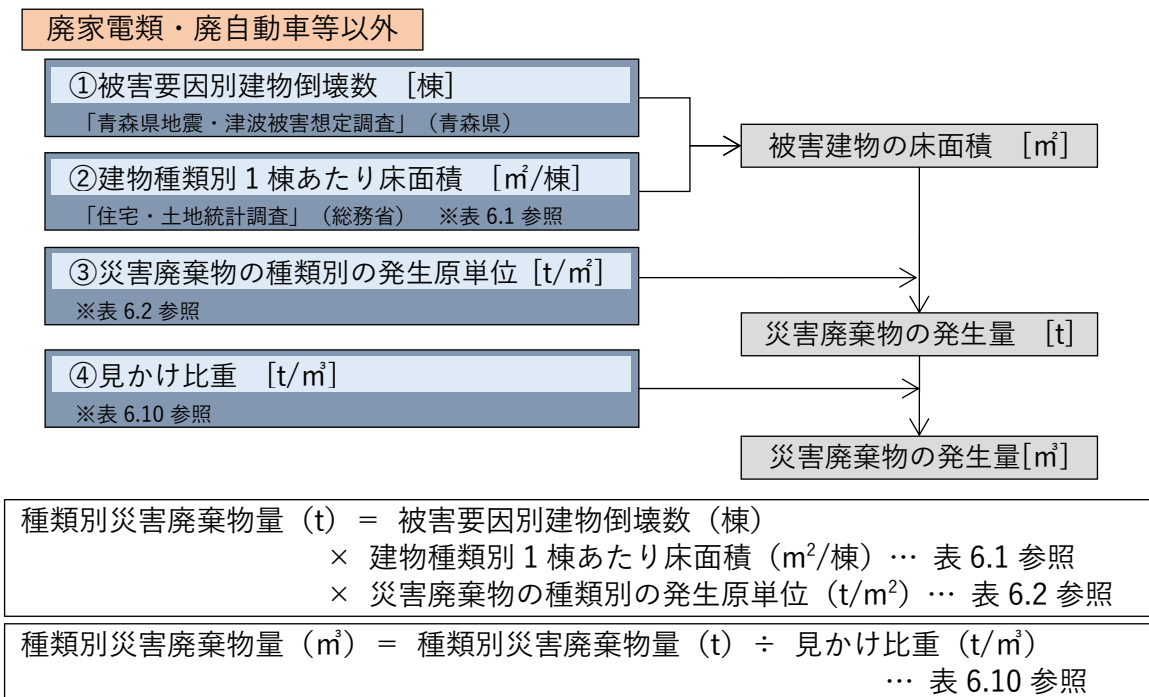 廃家電類・廃自動車等以外
①被害要因別建物倒壊数　[棟]
「青森県地震・津波被害想定調査」（青森県）
②建物種類別１棟あたり床面積　[㎡/棟]
「住宅・土地統計調査」（総務省）　※表 6.1 参照
③災害廃棄物の種類別の発生原単位 [t/㎡]
※表 6.2 参照
④見かけ比重　[t/㎥]
※表 6.10 参照
被害建物の床面積　[㎡]
災害廃棄物の発生量　[t]
災害廃棄物の発生量[㎥]
種類別災害廃棄物量（t）＝ 被害要因別建物倒壊数（棟）
× 建物種類別１棟あたり床面積（m²/棟）… 表 6.1 参照
× 災害廃棄物の種類別の発生原単位（t/m²）… 表 6.2 参照
種類別災害廃棄物量（㎥）＝ 種類別災害廃棄物量（t）÷ 見かけ比重（t/㎥）
… 表 6.10 参照